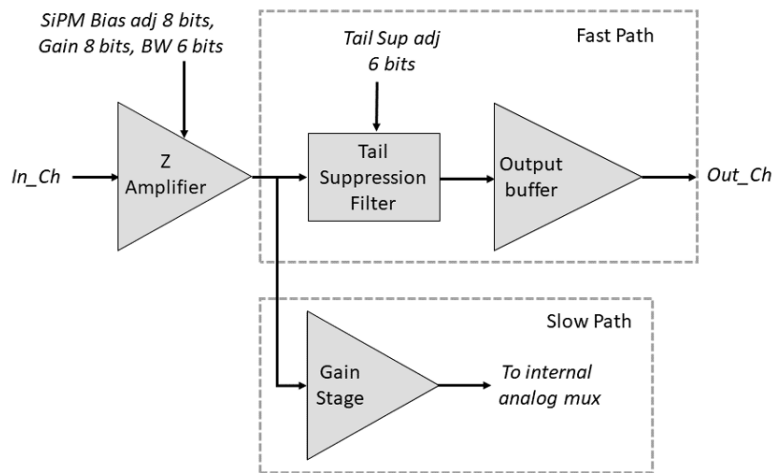 SiPM Bias adj 8 bits,
Gain 8 bits, BW 6 bits
Tail Sup adj
6 bits
Fast Path
In_Ch
Z
Amplifier
Tail
Suppression
Filter
Output
buffer
Out_Ch
Slow Path
Gain
Stage
To internal
analog mux